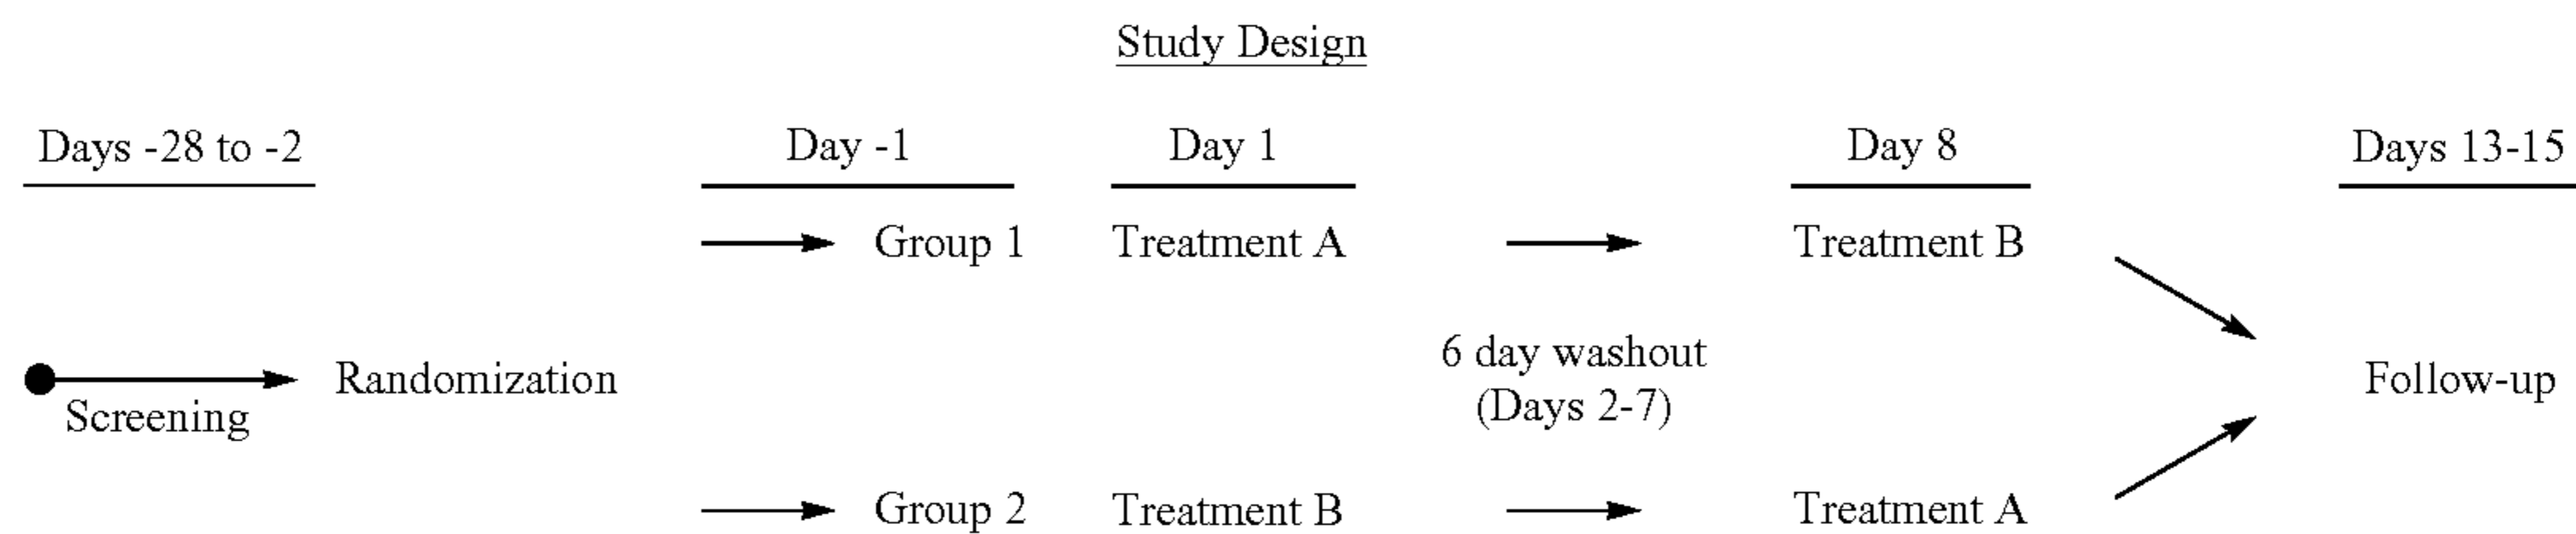 Study Design
Days -28 to -2 Day -1 Day 1 Day 8 Days 13-15
Group 1 Treatment A Treatment B
6 day washout
Randomization (Days 2-7) Follow-up
Screening
Group 2 Treatment B Treatment A